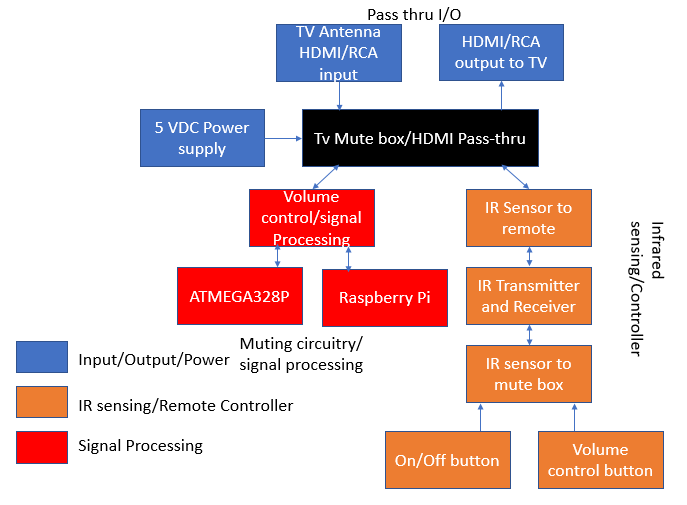 Pass thru I/O
TV Antenna
HDMI/RCA
input
HDMI/RCA
output to TV
5 VDC Power
supply
Tv Mute box/HDMI Pass-thru
Volume
control/signal
Processing
IR Sensor to
remote
Infrared
sensing/Controller
ATMEGA328P
Raspberry Pi
IR Transmitter
and Receiver
Muting circuitry/
signal processing
IR sensor to
mute box
Input/Output/Power
IR sensing/Remote Controller
Signal Processing
On/Off button
Volume
control button